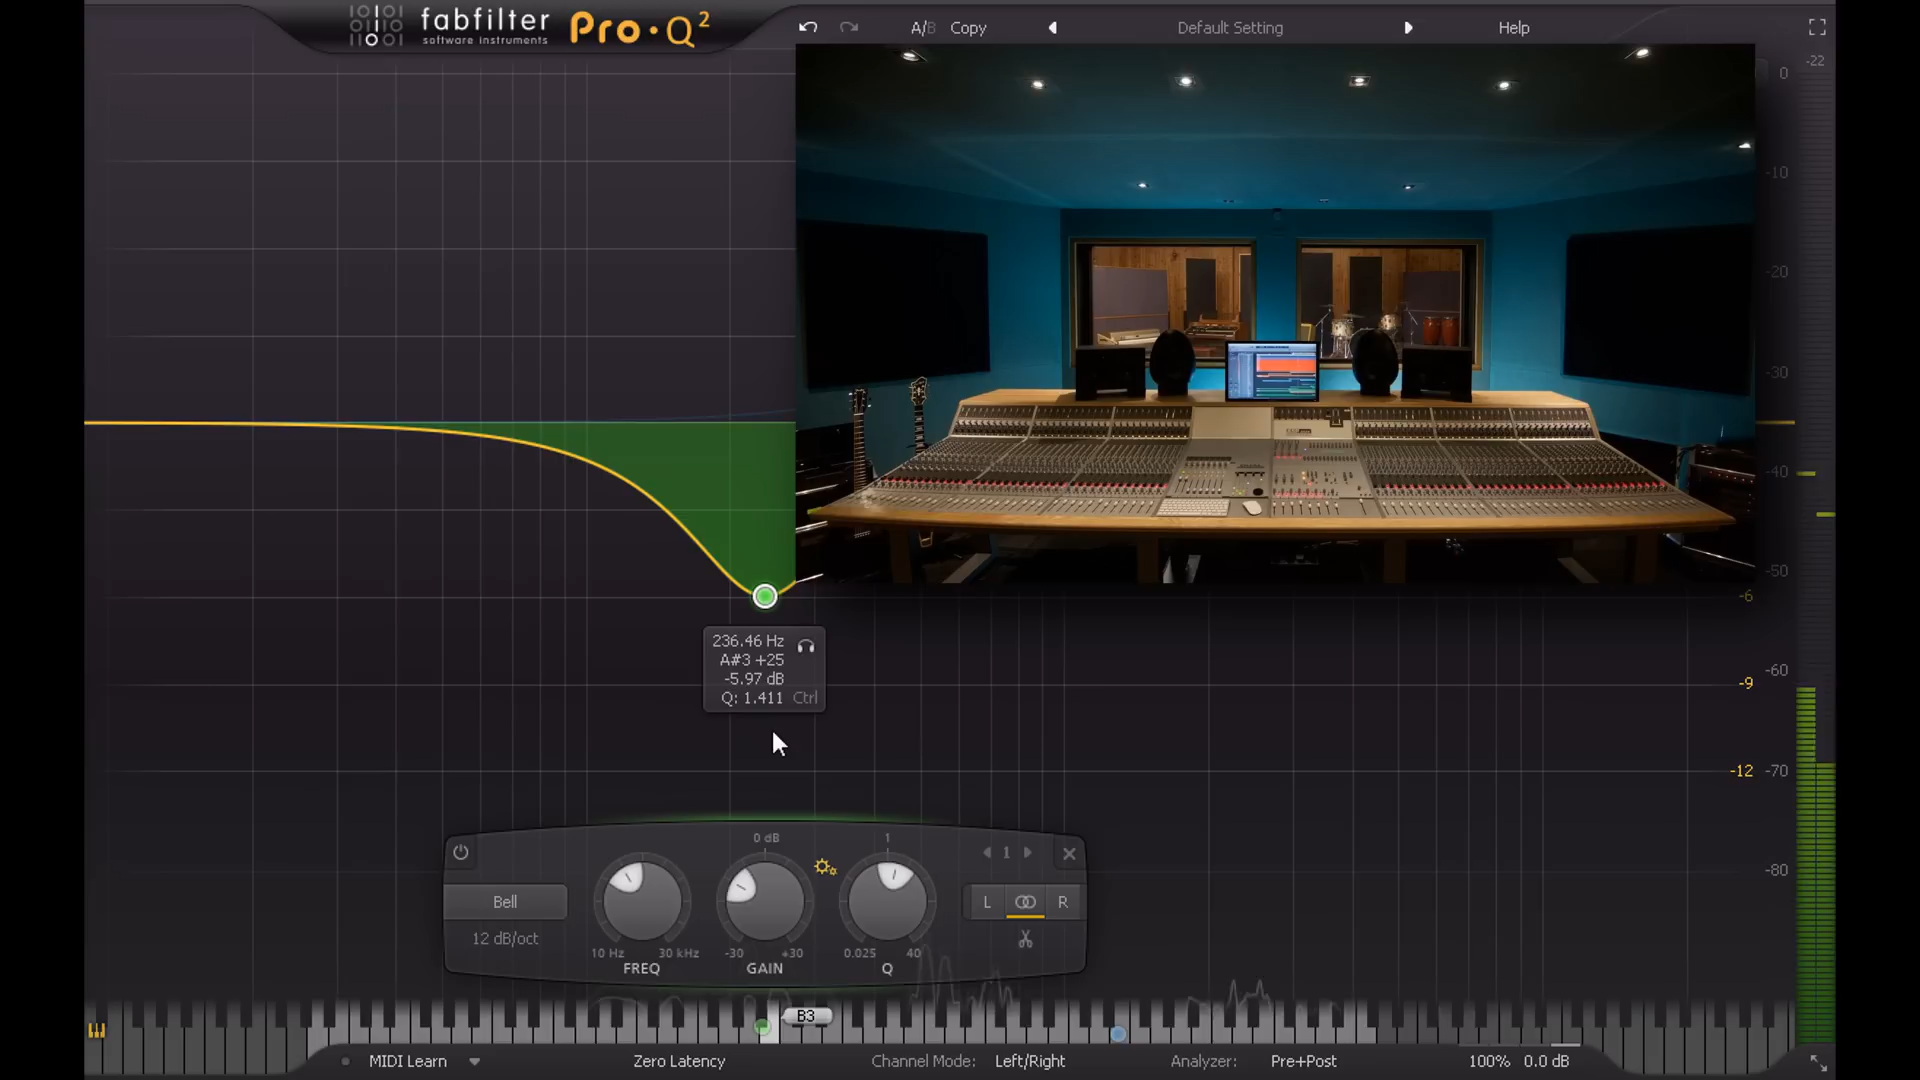 fabfilter
software instruments
Pro·Q²
A/B
Copy
Default Setting
Help
-22
0
-10
-20
-30
-40
-50
-6
-60
-9
-12
-70
-80
236.46 Hz
A#3 +25
-5.97 dB
Q: 1.411
Ctrl
0 dB
1
1
Bell
12 dB/oct
L
R
10 Hz
30 kHz
-30
+30
0.025
40
FREQ
GAIN
Q
B3
MIDI Learn
Zero Latency
Channel Mode:
Left/Right
Analyzer:
Pre+Post
100%
0.0 dB